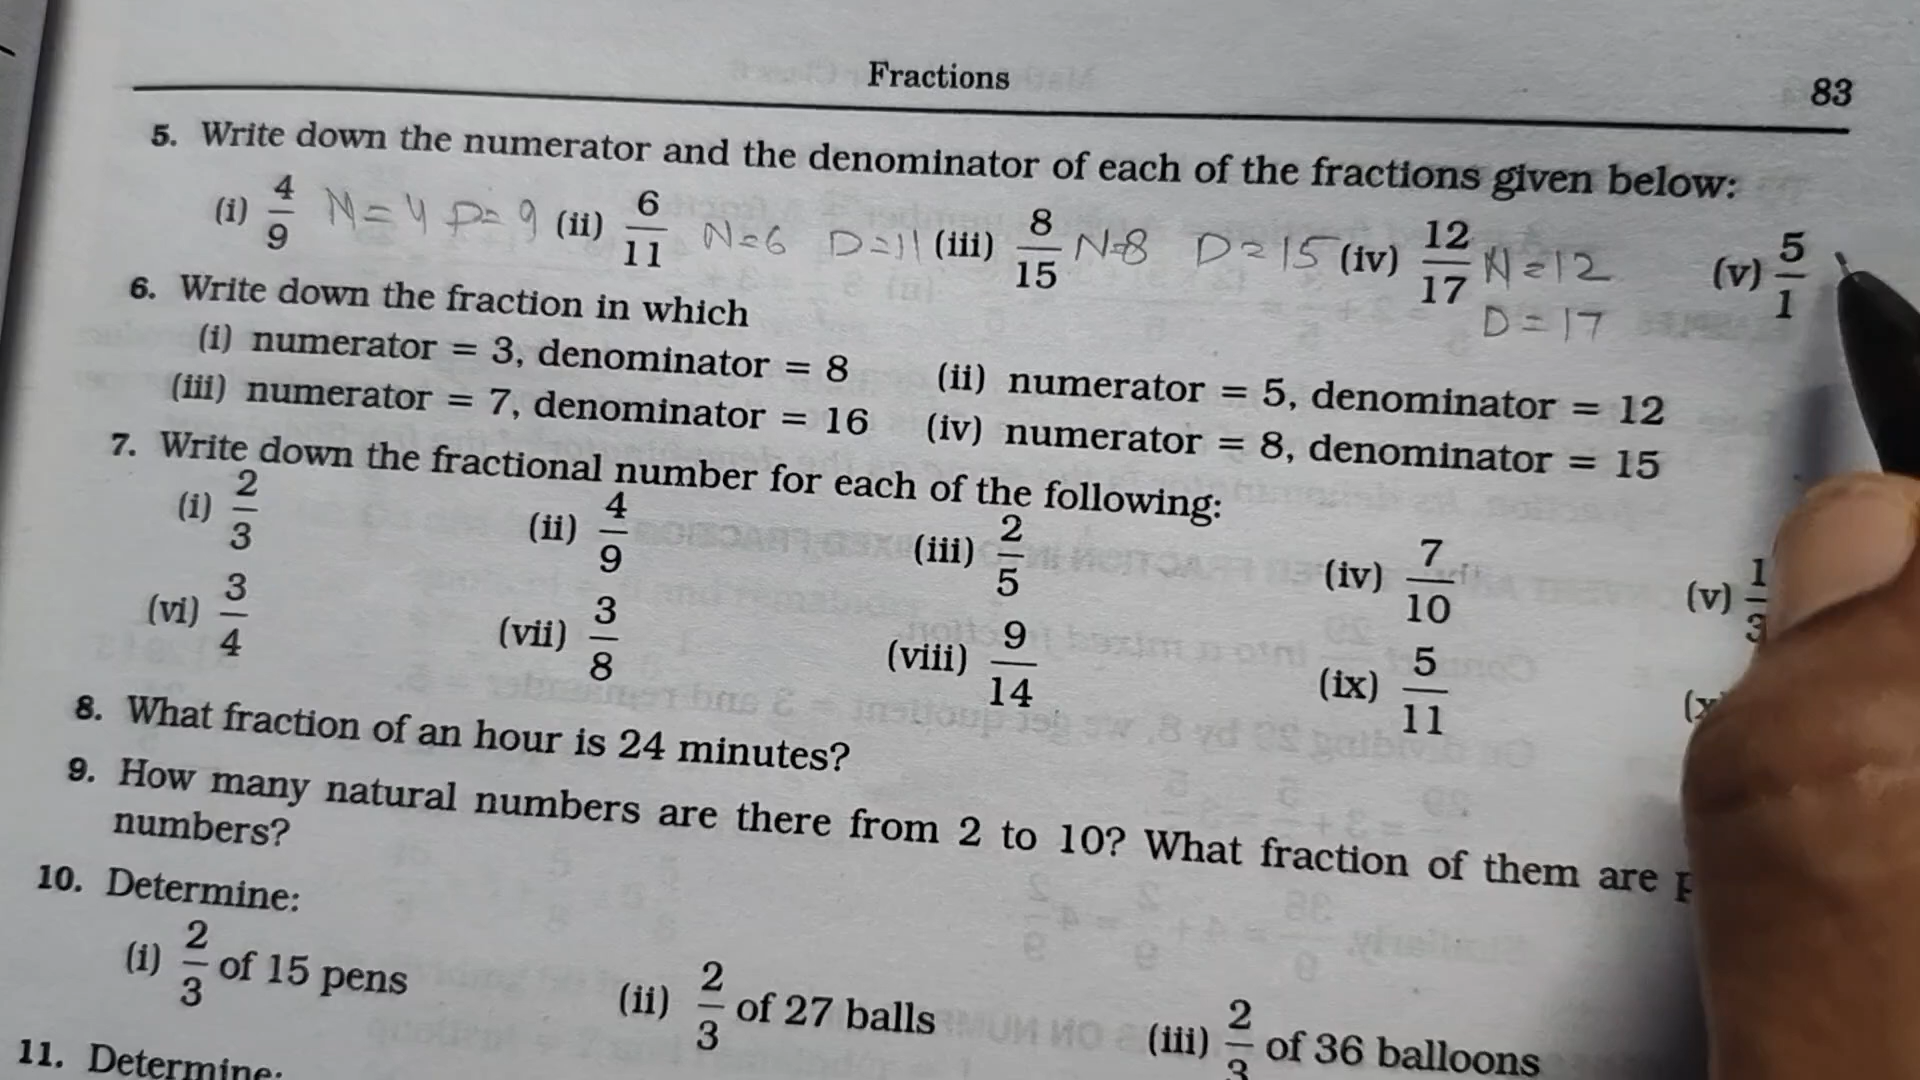 Fractions 83
5. Write down the numerator and the denominator of each of the fractions given below:
(i) 4/9 N=4 D=9 (ii) 6/11 N=6 D=11 (iii) 8/15 N=8 D=15 (iv) 12/17 N=12 D=17 (v) 5/1
6. Write down the fraction in which
(i) numerator = 3, denominator = 8 (ii) numerator = 5, denominator = 12
(iii) numerator = 7, denominator = 16 (iv) numerator = 8, denominator = 15
7. Write down the fractional number for each of the following:
(i) 2/3 (ii) 4/9 (iii) 2/5 (iv) 7/10 (v) 1/3
(vi) 3/4 (vii) 3/8 (viii) 9/14 (ix) 5/11 (x
8. What fraction of an hour is 24 minutes?
9. How many natural numbers are there from 2 to 10? What fraction of them are
numbers?
10. Determine:
(i) 2/3 of 15 pens (ii) 2/3 of 27 balls (iii) 2/3 of 36 balloons
11. Determine: